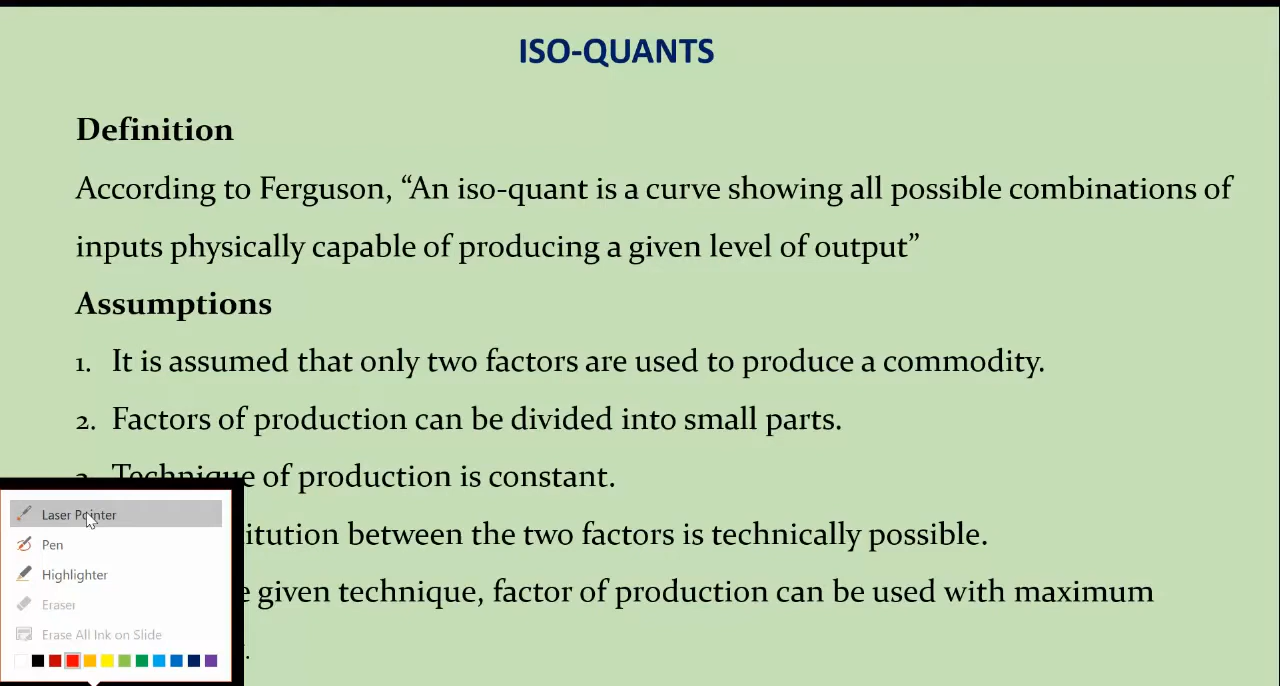 ISO-QUANTS
Definition
According to Ferguson, “An iso-quant is a curve showing all possible combinations of
inputs physically capable of producing a given level of output”
Assumptions
1. It is assumed that only two factors are used to produce a commodity.
2. Factors of production can be divided into small parts.
Technique of production is constant.
between the two factors is technically possible.
given technique, factor of production can be used with maximum
Laser Pointer
Pen
Highlighter
Eraser
Erase All Ink on Slide